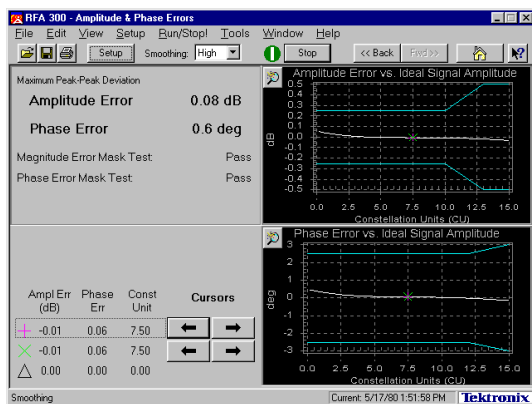 RFA 300 - Amplitude & Phase Errors
File Edit View Setup Run/Stop! Tools Window Help
Setup Smoothing: High Stop << Back Fwd >>
Maximum Peak-Peak Deviation
Amplitude Error 0.08 dB
Phase Error 0.6 deg
Magnitude Error Mask Test: Pass
Phase Error Mask Test: Pass
Amplitude Error vs. Ideal Signal Amplitude
0.5
0.4
0.3
0.2
0.1
0.0
-0.1
-0.2
-0.3
-0.4
-0.5
dB
0.0 2.5 5.0 7.5 10.0 12.5 15.0
Constellation Units (CU)
Phase Error vs. Ideal Signal Amplitude
3
2
1
0
-1
-2
-3
deg
0.0 2.5 5.0 7.5 10.0 12.5 15.0
Constellation Units (CU)
Ampl Err (dB) Phase Err Const Unit Cursors
-0.01 0.06 7.50
-0.01 0.06 7.50
0.00 0.00 0.00
Smoothing Current: 5/17/80 1:51:58 PM Tektronix